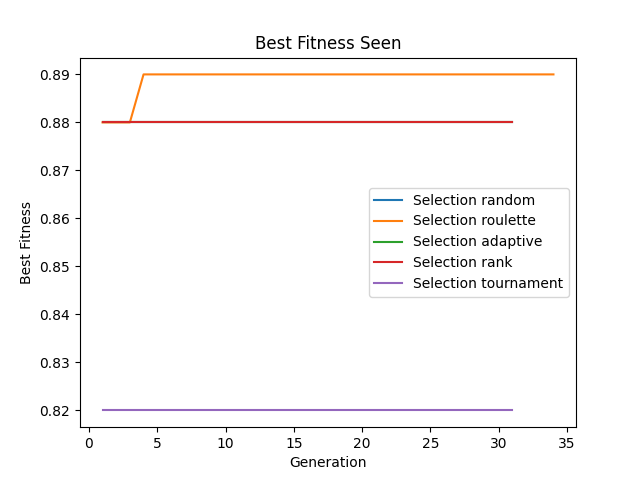 Best Fitness Seen
0.89
0.88
0.87
0.86
0.85
0.84
0.83
0.82
Best Fitness
Selection random
Selection roulette
Selection adaptive
Selection rank
Selection tournament
0 5 10 15 20 25 30 35
Generation